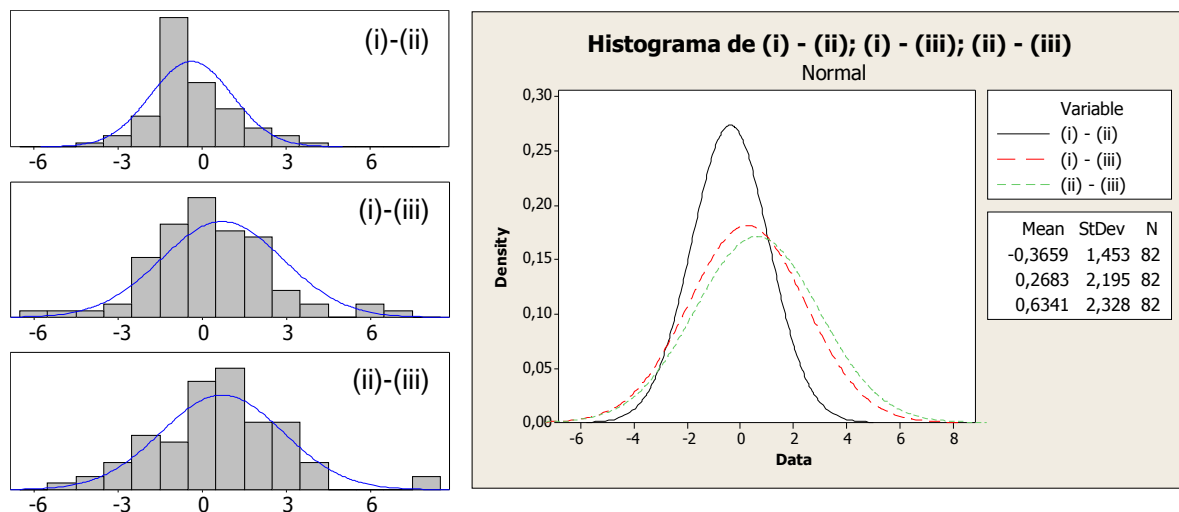 (i)-(ii)
-6 -3 0 3 6
(i)-(iii)
-6 -3 0 3 6
(ii)-(iii)
-6 -3 0 3 6
Histograma de (i) - (ii); (i) - (iii); (ii) - (iii)
Normal
0,30
0,25
0,20
0,15
0,10
0,05
0,00
Density
-6 -4 -2 0 2 4 6 8
Data
Variable
(i) - (ii)
(i) - (iii)
(ii) - (iii)
Mean StDev N
-0,3659 1,453 82
0,2683 2,195 82
0,6341 2,328 82